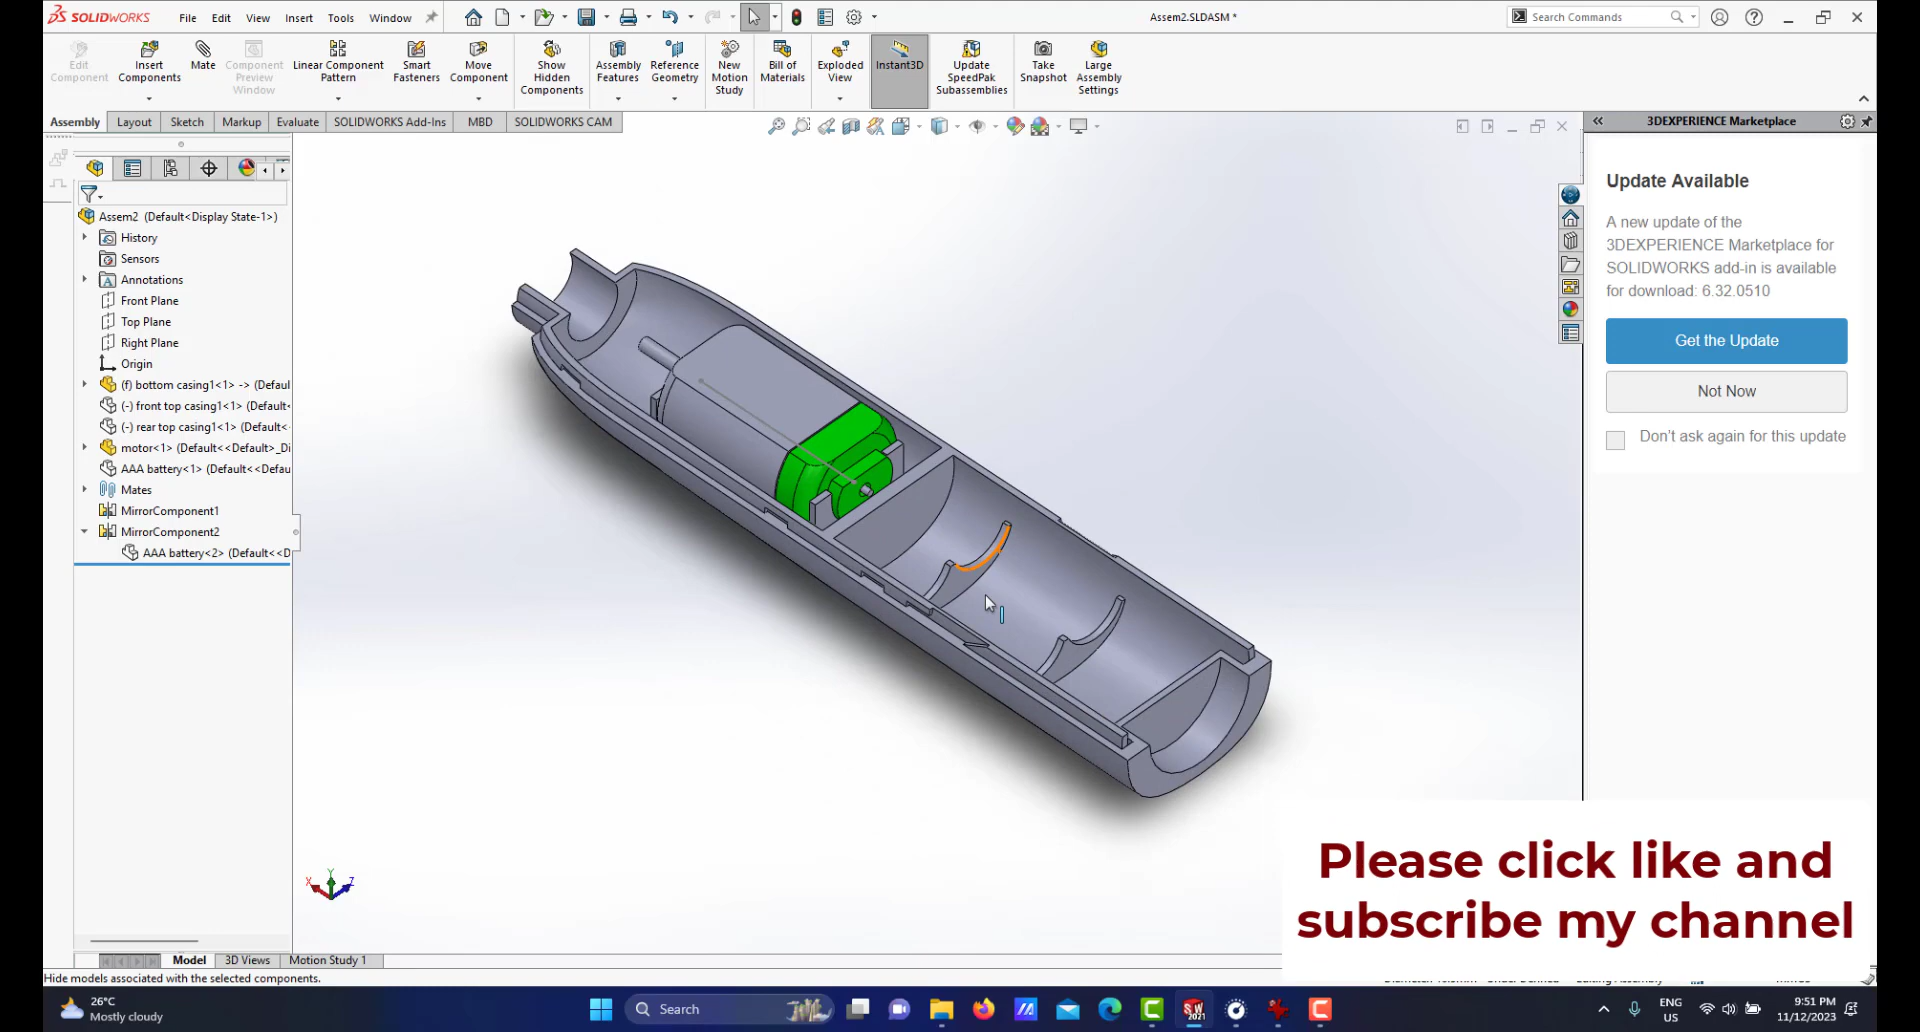 SOLIDWORKS
File Edit View Insert Tools Window
Assem2.SLDASM *
Search Commands
Edit Component
Insert Components
Mate
Component Preview Window
Linear Component Pattern
Smart Fasteners
Move Component
Show Hidden Components
Assembly Features
Reference Geometry
New Motion Study
Bill of Materials
Exploded View
Instant3D
Update SpeedPak Subassemblies
Take Snapshot
Large Assembly Settings
Assembly Layout Sketch Markup Evaluate SOLIDWORKS Add-Ins MBD SOLIDWORKS CAM
Assem2 (Default<Display State-1>)
History
Sensors
Annotations
Front Plane
Top Plane
Right Plane
Origin
(f) bottom casing1<1> -> (Defaul
(-) front top casing1<1> (Default<
(-) rear top casing1<1> (Default<
motor<1> (Default<<Default>_Di
AAA battery<1> (Default<<Defau
Mates
MirrorComponent1
MirrorComponent2
AAA battery<2> (Default<<D
3DEXPERIENCE Marketplace
Update Available
A new update of the
3DEXPERIENCE Marketplace for
SOLIDWORKS add-in is available
for download: 6.32.0510
Get the Update
Not Now
Don't ask again for this update
Y
X
Z
Please click like and
subscribe my channel
Model 3D Views Motion Study 1
Hide models associated with the selected components.
26°C
Mostly cloudy
Search
SW
2021
ENG
US
9:51 PM
11/12/2023